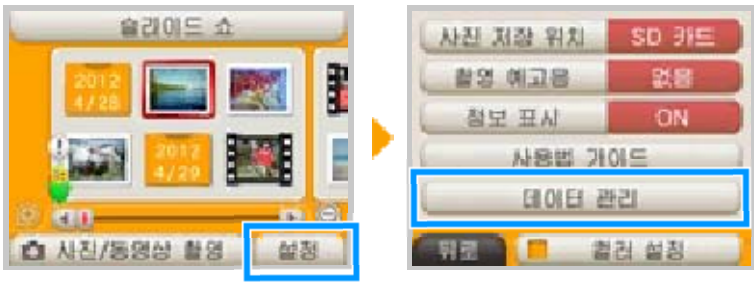 슬라이드 쇼
2012
4/28
2012
4/29
사진/동영상 촬영
설정
사진 저장 위치 SD 카드
촬영 예고음 없음
정보 표시 ON
사용법 가이드
데이터 관리
뒤로 컬러 설정